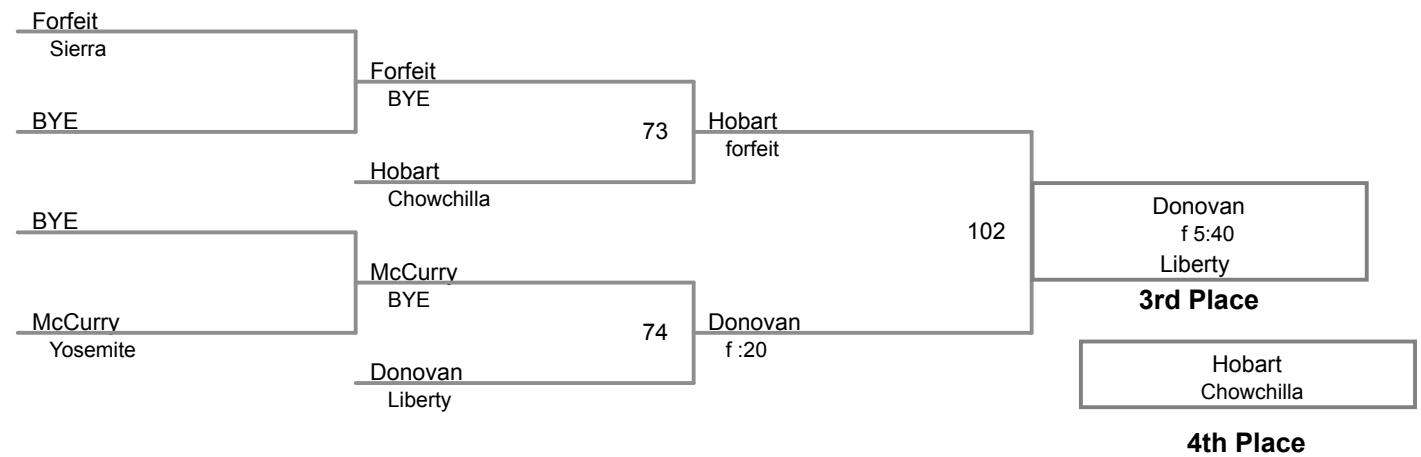 Forfeit
Sierra
Forfeit
BYE
BYE
73
Hobart
forfeit
Hobart
Chowchilla
BYE
102
Donovan
f 5:40
Liberty
3rd Place
McCurry
BYE
McCurry
Yosemite
74
Donovan
f :20
Donovan
Liberty
Hobart
Chowchilla
4th Place